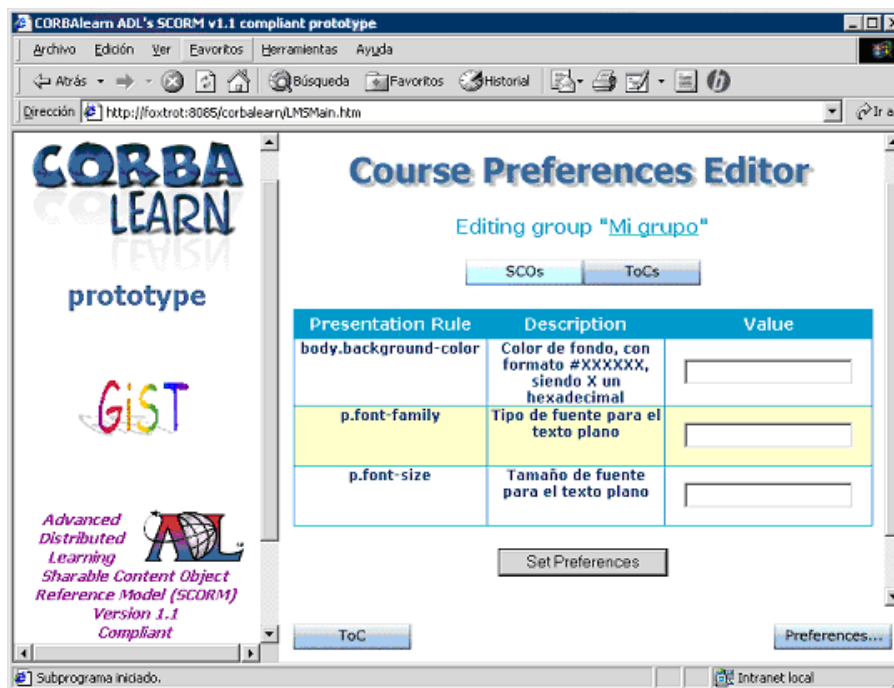 CORBAlearn ADL's SCORM v1.1 compliant prototype
Archivo Edición Ver Favoritos Herramientas Ayuda
Atrás Búsqueda Favoritos Historial
Dirección http://foxtrot:8085/corbalearn/LMSMain.htm Ir a
CORBA
LEARN
prototype
GiST
Advanced
Distributed
Learning
ADL
Sharable Content Object
Reference Model (SCORM)
Version 1.1
Compliant
Course Preferences Editor
Editing group "Mi grupo"
SCOs ToCs
Presentation Rule Description Value
body.background-color Color de fondo, con
formato #XXXXXX,
siendo X un
hexadecimal
p.font-family Tipo de fuente para el
texto plano
p.font-size Tamaño de fuente
para el texto plano
Set Preferences
ToC Preferences...
Subprograma iniciado. Intranet local